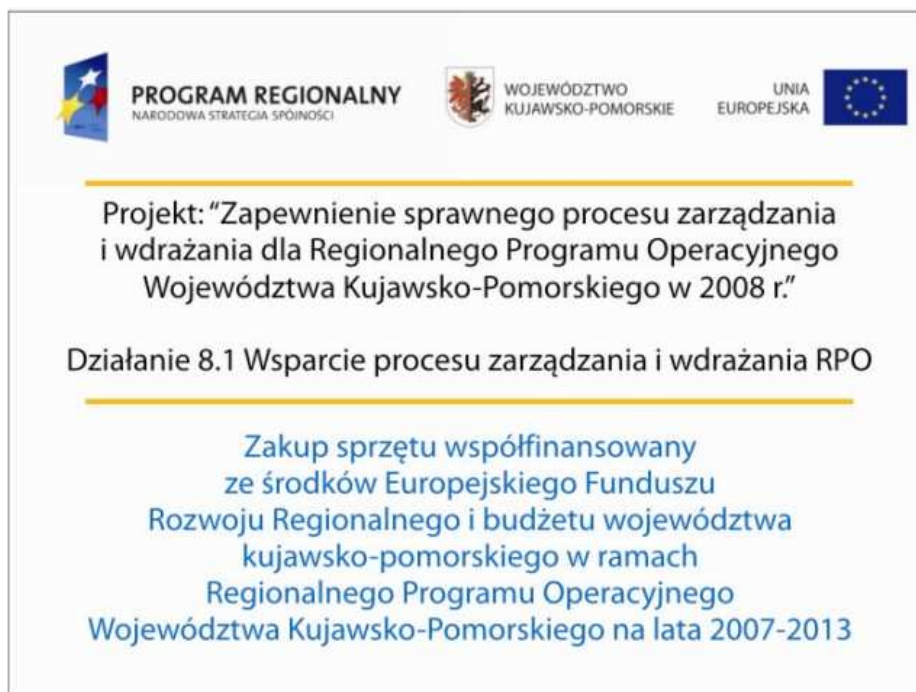 PROGRAM REGIONALNY
NARODOWA STRATEGIA SPÓJNOŚCI
WOJEWÓDZTWO
KUJAWSKO-POMORSKIE
UNIA
EUROPEJSKA
Projekt: “Zapewnienie sprawnego procesu zarządzania
i wdrażania dla Regionalnego Programu Operacyjnego
Województwa Kujawsko-Pomorskiego w 2008 r.”
Działanie 8.1 Wsparcie procesu zarządzania i wdrażania RPO
Zakup sprzętu współfinansowany
ze środków Europejskiego Funduszu
Rozwoju Regionalnego i budżetu województwa
kujawsko-pomorskiego w ramach
Regionalnego Programu Operacyjnego
Województwa Kujawsko-Pomorskiego na lata 2007-2013